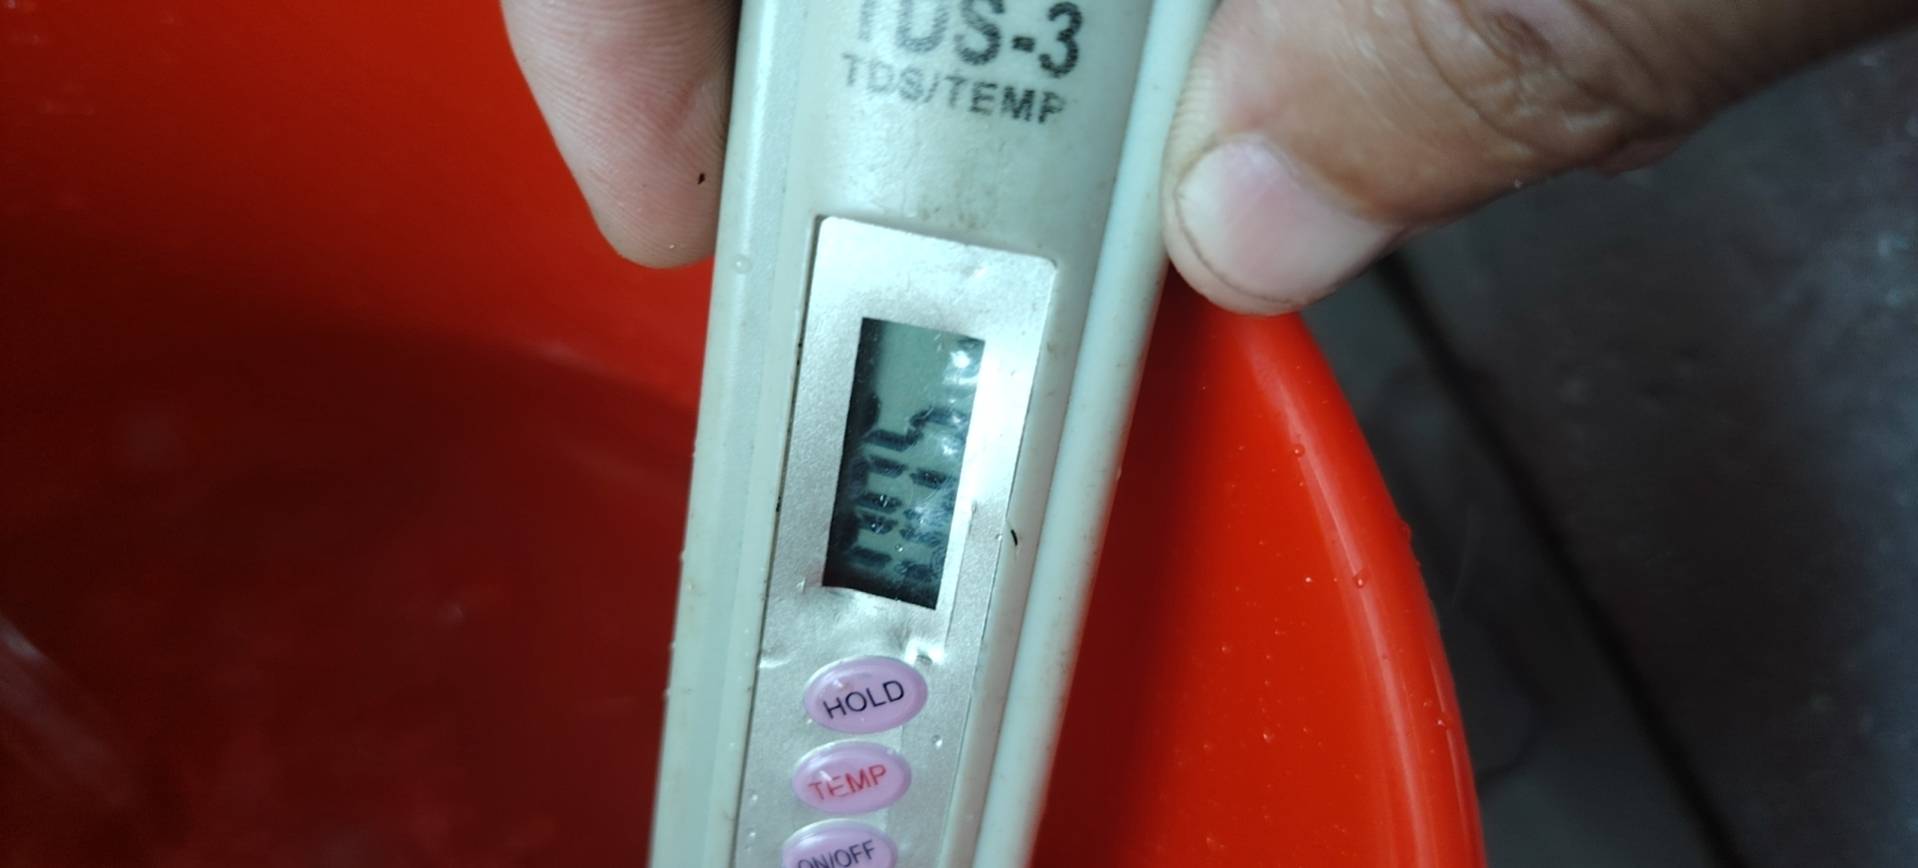 TDS-3
TDS/TEMP
HOLD
TEMP
ON/OFF